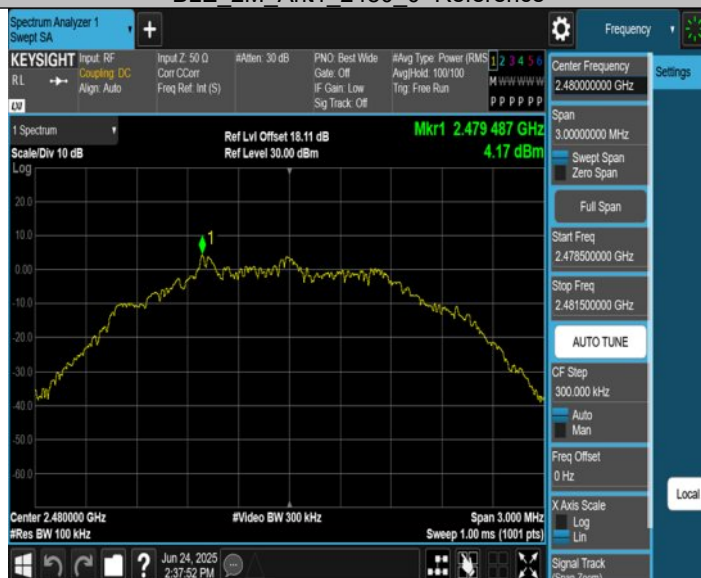 Spectrum Analyzer 1
Swept SA
+
Frequency
KEYSIGHT
RL
Input: RF
Coupling: DC
Align: Auto
Input Z: 50 Ω
Corr CCorr
Freq Ref: Int (S)
#Atten: 30 dB
PNO: Best Wide
Gate: Off
IF Gain: Low
Sig Track: Off
#Avg Type: Power (RMS
Avg|Hold: 100/100
Trig: Free Run
1 2 3 4 5 6
M W W W W W
P P P P P P
1 Spectrum
Scale/Div 10 dB
Log
Ref Lvl Offset 18.11 dB
Ref Level 30.00 dBm
Mkr1 2.479 487 GHz
4.17 dBm
20.0
10.0
0.00
-10.0
-20.0
-30.0
-40.0
-50.0
-60.0
1
Center 2.480000 GHz
#Res BW 100 kHz
#Video BW 300 kHz
Span 3.000 MHz
Sweep 1.00 ms (1001 pts)
Jun 24, 2025
2:37:52 PM
?
Center Frequency
2.480000000 GHz
Settings
Span
3.00000000 MHz
Swept Span
Zero Span
Full Span
Start Freq
2.478500000 GHz
Stop Freq
2.481500000 GHz
AUTO TUNE
CF Step
300.000 kHz
Auto
Man
Freq Offset
0 Hz
X Axis Scale
Log
Lin
Local
Signal Track
(Span Zoom)